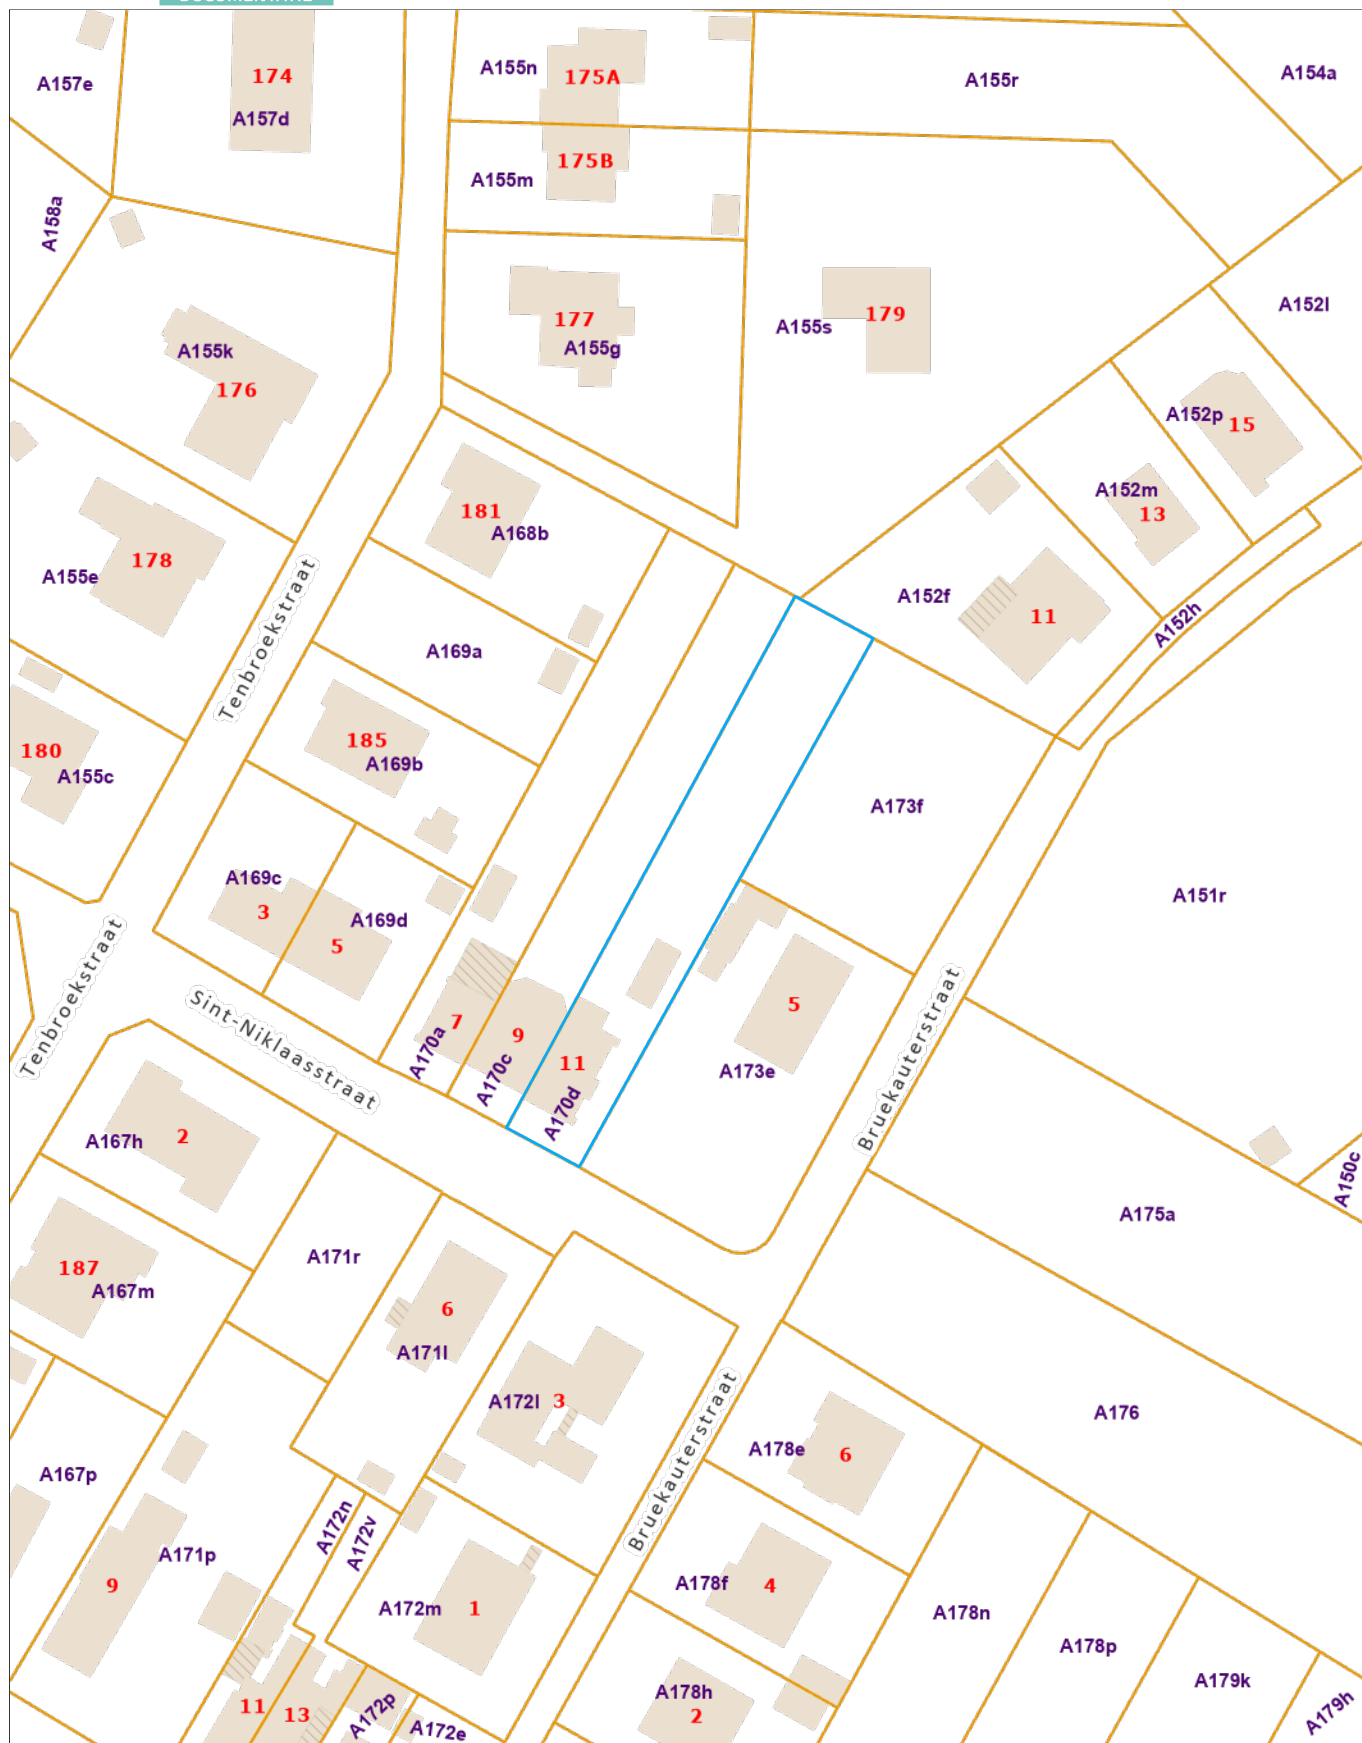 A157e
174
A157d
A155n
175A
A155r
A154a
175B
A155m
A158a
A155k
176
177
A155g
A155s
179
A152l
A152p
15
A152m
13
181
A168b
178
A155e
Tenbroekstraat
A169a
A152f
11
A152h
185
A169b
180
A155c
A173f
A151r
A169c
3
A169d
5
Tenbroekstraat
Sint-Niklaasstraat
7
A170a
9
A170c
11
A170d
5
A173e
Bruekauterstraat
A167h
2
A171r
A175a
A150c
187
A167m
6
A171l
A172l
3
A176
Bruekauterstraat
A178e
6
A167p
A172n
A172v
A171p
9
A172m
1
A178f
4
A178n
A178p
A179k
A179h
A178h
2
11
13
A172p
A172e